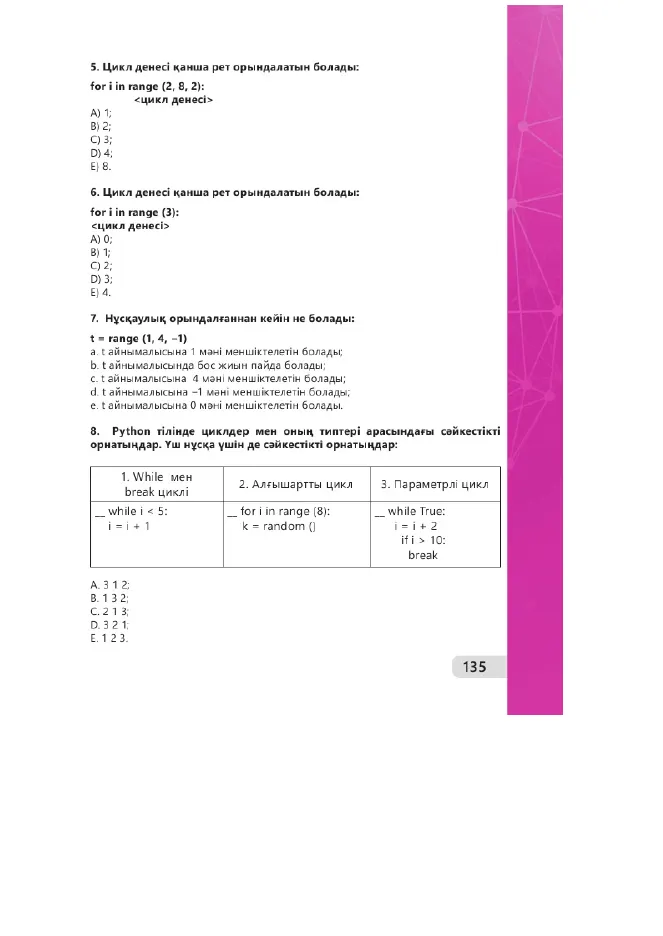 5. Цикл денесі қанша рет орындалатын болады:
for i in range (2, 8, 2):
<цикл денесі>
A) 1;
B) 2;
C) 3;
D) 4;
E) 8.
6. Цикл денесі қанша рет орындалатын болады:
for i in range (3):
<цикл денесі>
A) 0;
B) 1;
C) 2;
D) 3;
E) 4.
7. Нұсқаулық орындалғаннан кейін не болады:
t = range (1, 4, –1)
a. t айнымалысына 1 мәні меншіктелетін болады;
b. t айнымалысында бос жиын пайда болады;
c. t айнымалысына 4 мәні меншіктелетін болады;
d. t айнымалысына –1 мәні меншіктелетін болады;
e. t айнымалысына 0 мәні меншіктелетін болады.
8. Python тілінде циклдер мен оның типтері арасындағы сәйкестікті
орнатыңдар. Үш нұсқа үшін де сәйкестікті орнатыңдар:
1. While мен
break циклі
2. Алғышартты цикл
3. Параметрлі цикл
__ while i < 5:
i = i + 1
__ for i in range (8):
k = random ()
__ while True:
i = i + 2
if i > 10:
break
A. 3 1 2;
B. 1 3 2;
C. 2 1 3;
D. 3 2 1;
E. 1 2 3.
135